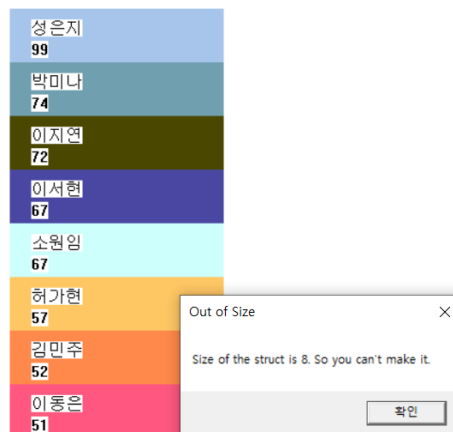 성은지
99
박미나
74
이지연
72
이서현
67
소원임
67
허가현
57
김민주
52
이동은
51
Out of Size
Size of the struct is 8. So you can't make it.
확인